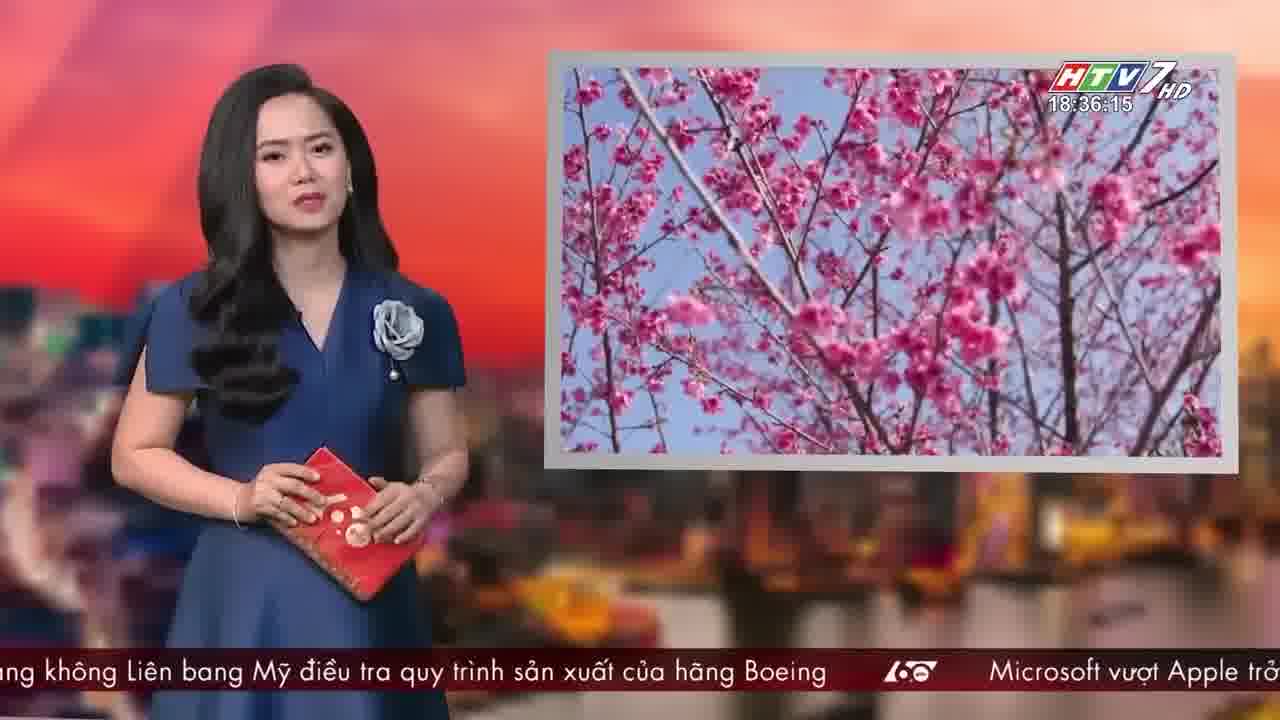 HTV7 HD
18:36:15
không Liên bang Mỹ điều tra quy trình sản xuất của hãng Boeing
60
Microsoft vượt Apple trở